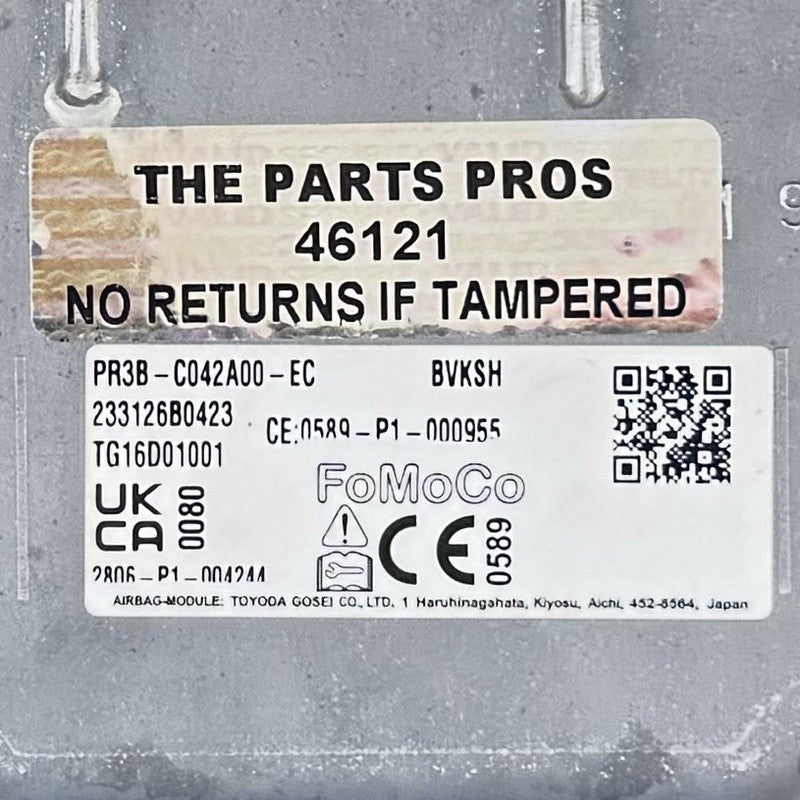 THE PARTS PROS
46121
NO RETURNS IF TAMPERED
1 9
PR3B-C042A00-EC BVKSH
233126B0423
CE:0589-P1-000955
TG16D01001
FoMoCo
UK
CA
0080
CE
0589
2806-P1-004244
AIRBAG-MODULE: TOYODA GOSEI CO., LTD. 1 Haruhinagahata, Kiyosu, Aichi, 452-8564, Japan